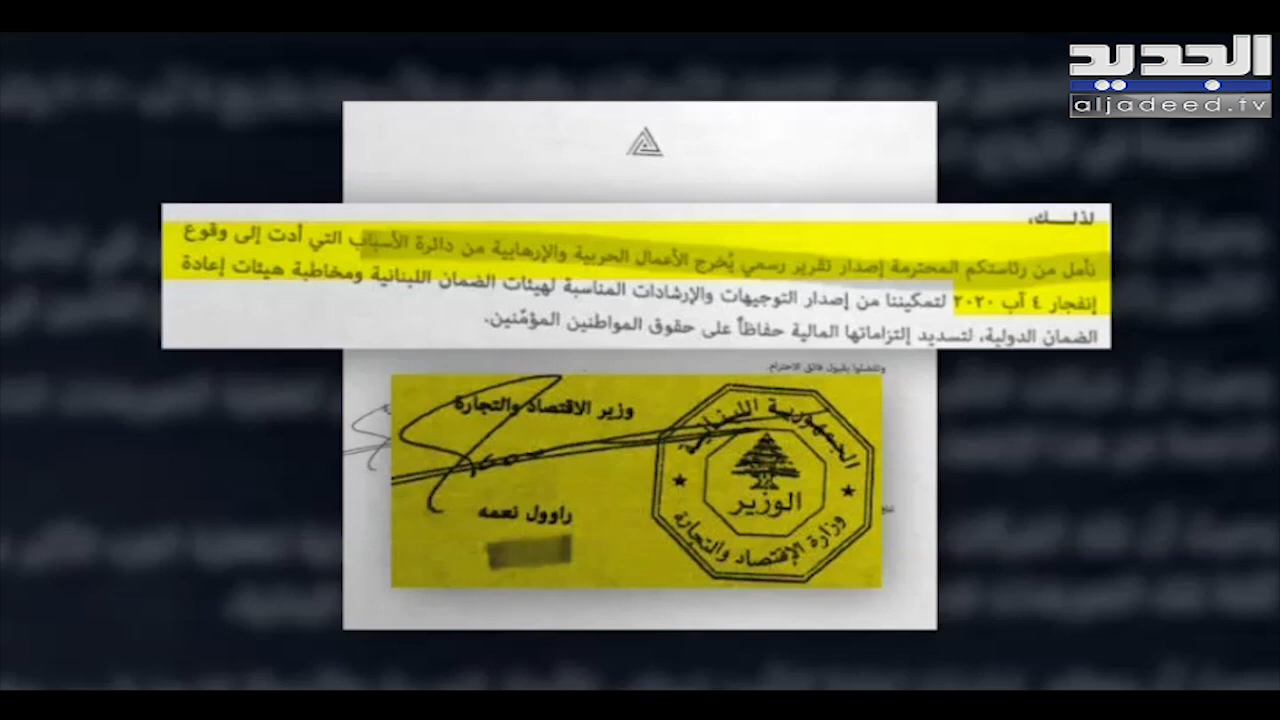 الجديد
aljadeed.tv
لذلـــك،
نأمل من رئاستكم المحترمة إصدار تقرير رسمي يُخرج الأعمال الحربية والإرهابية من دائرة الأسباب التي أدت إلى وقوع
إنفجار ٤ آب ٢٠٢٠ لتمكيننا من إصدار التوجيهات والإرشادات المناسبة لهيئات الضمان اللبنانية ومخاطبة هيئات إعادة
الضمان الدولية، لتسديد إلتزاماتها المالية حفاظاً على حقوق المواطنين المؤمّنين.
وتفضلوا بقبول فائق الاحترام.
وزير الاقتصاد والتجارة
راوول نعمه
الجمهورية اللبنانية
الوزير
وزارة الإقتصاد والتجارة